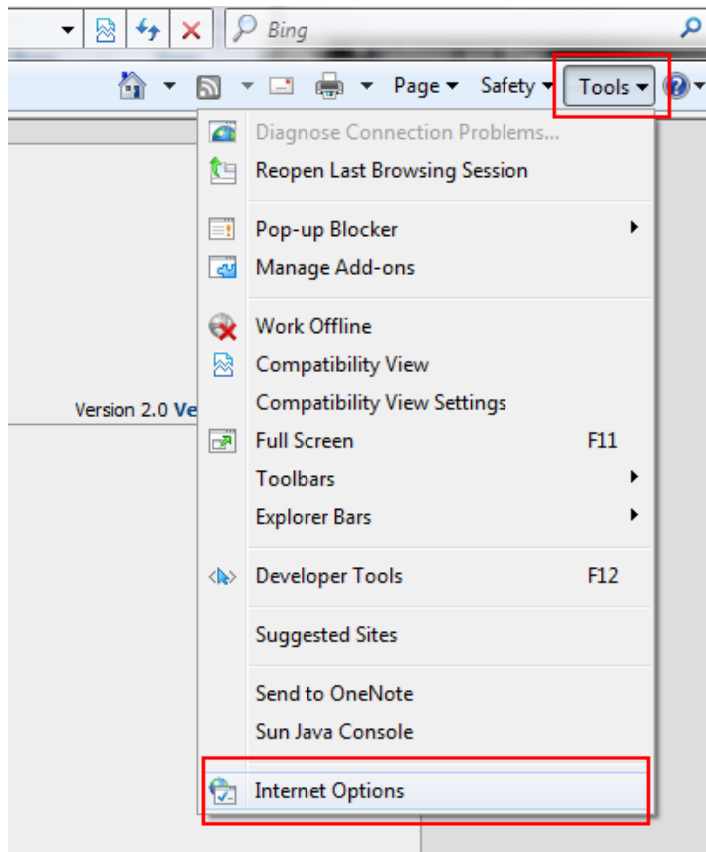 Bing
Page Safety Tools
Diagnose Connection Problems...
Reopen Last Browsing Session
Pop-up Blocker
Manage Add-ons
Work Offline
Compatibility View
Version 2.0 Ve
Compatibility View Settings
Full Screen F11
Toolbars
Explorer Bars
Developer Tools F12
Suggested Sites
Send to OneNote
Sun Java Console
Internet Options